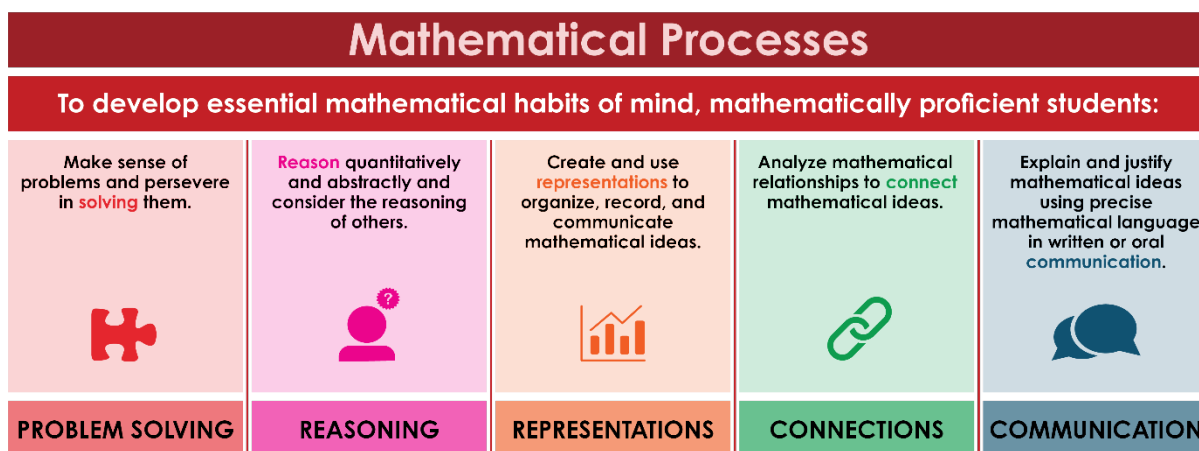 Mathematical Processes
To develop essential mathematical habits of mind, mathematically proficient students:
Make sense of
problems and persevere
in solving them.
PROBLEM SOLVING
Reason quantitatively
and abstractly and
consider the reasoning
of others.
?
REASONING
Create and use
representations to
organize, record, and
communicate
mathematical ideas.
REPRESENTATIONS
Analyze mathematical
relationships to connect
mathematical ideas.
CONNECTIONS
Explain and justify
mathematical ideas
using precise
mathematical language
in written or oral
communication.
COMMUNICATION